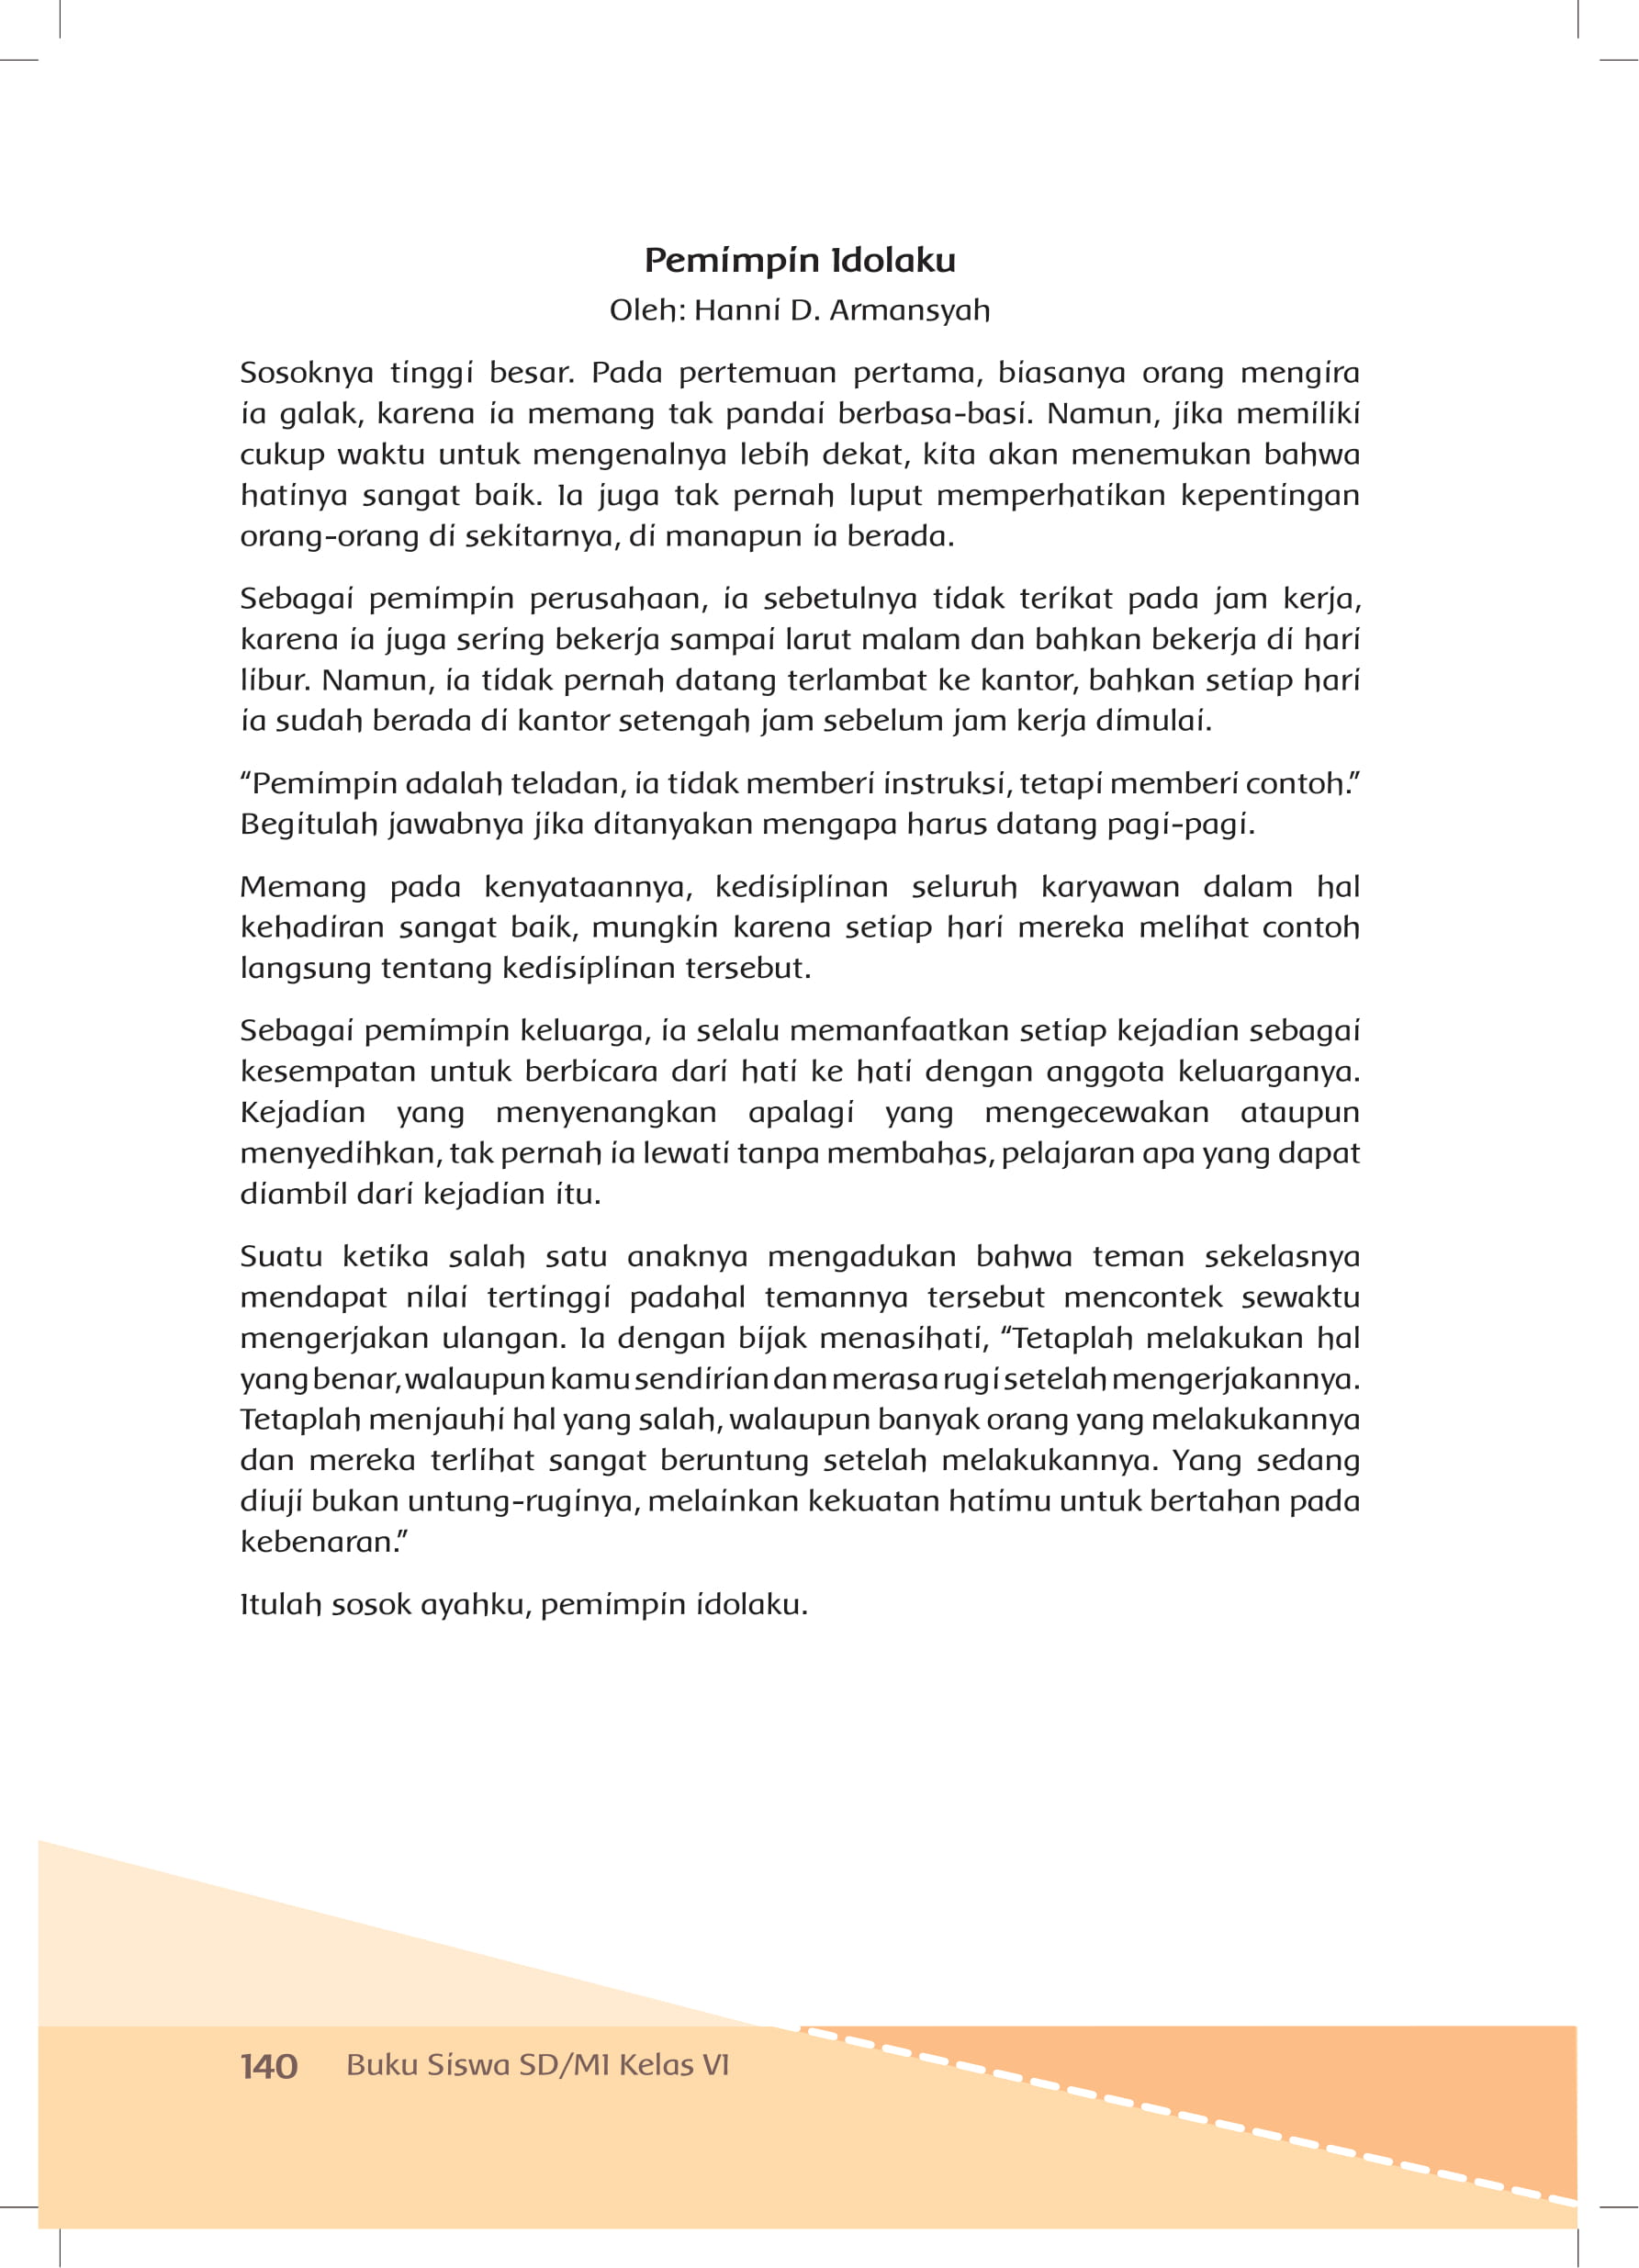 Pemimpin Idolaku
Oleh: Hanni D. Armansyah
Sosoknya tinggi besar. Pada pertemuan pertama, biasanya orang mengira
ia galak, karena ia memang tak pandai berbasa-basi. Namun, jika memiliki
cukup waktu untuk mengenalnya lebih dekat, kita akan menemukan bahwa
hatinya sangat baik. Ia juga tak pernah luput memperhatikan kepentingan
orang-orang di sekitarnya, di manapun ia berada.
Sebagai pemimpin perusahaan, ia sebetulnya tidak terikat pada jam kerja,
karena ia juga sering bekerja sampai larut malam dan bahkan bekerja di hari
libur. Namun, ia tidak pernah datang terlambat ke kantor, bahkan setiap hari
ia sudah berada di kantor setengah jam sebelum jam kerja dimulai.
“Pemimpin adalah teladan, ia tidak memberi instruksi, tetapi memberi contoh.”
Begitulah jawabnya jika ditanyakan mengapa harus datang pagi-pagi.
Memang pada kenyataannya, kedisiplinan seluruh karyawan dalam hal
kehadiran sangat baik, mungkin karena setiap hari mereka melihat contoh
langsung tentang kedisiplinan tersebut.
Sebagai pemimpin keluarga, ia selalu memanfaatkan setiap kejadian sebagai
kesempatan untuk berbicara dari hati ke hati dengan anggota keluarganya.
Kejadian yang menyenangkan apalagi yang mengecewakan ataupun
menyedihkan, tak pernah ia lewati tanpa membahas, pelajaran apa yang dapat
diambil dari kejadian itu.
Suatu ketika salah satu anaknya mengadukan bahwa teman sekelasnya
mendapat nilai tertinggi padahal temannya tersebut mencontek sewaktu
mengerjakan ulangan. Ia dengan bijak menasihati, “Tetaplah melakukan hal
yang benar, walaupun kamu sendirian dan merasa rugi setelah mengerjakannya.
Tetaplah menjauhi hal yang salah, walaupun banyak orang yang melakukannya
dan mereka terlihat sangat beruntung setelah melakukannya. Yang sedang
diuji bukan untung-ruginya, melainkan kekuatan hatimu untuk bertahan pada
kebenaran.”
Itulah sosok ayahku, pemimpin idolaku.
140 Buku Siswa SD/MI Kelas VI